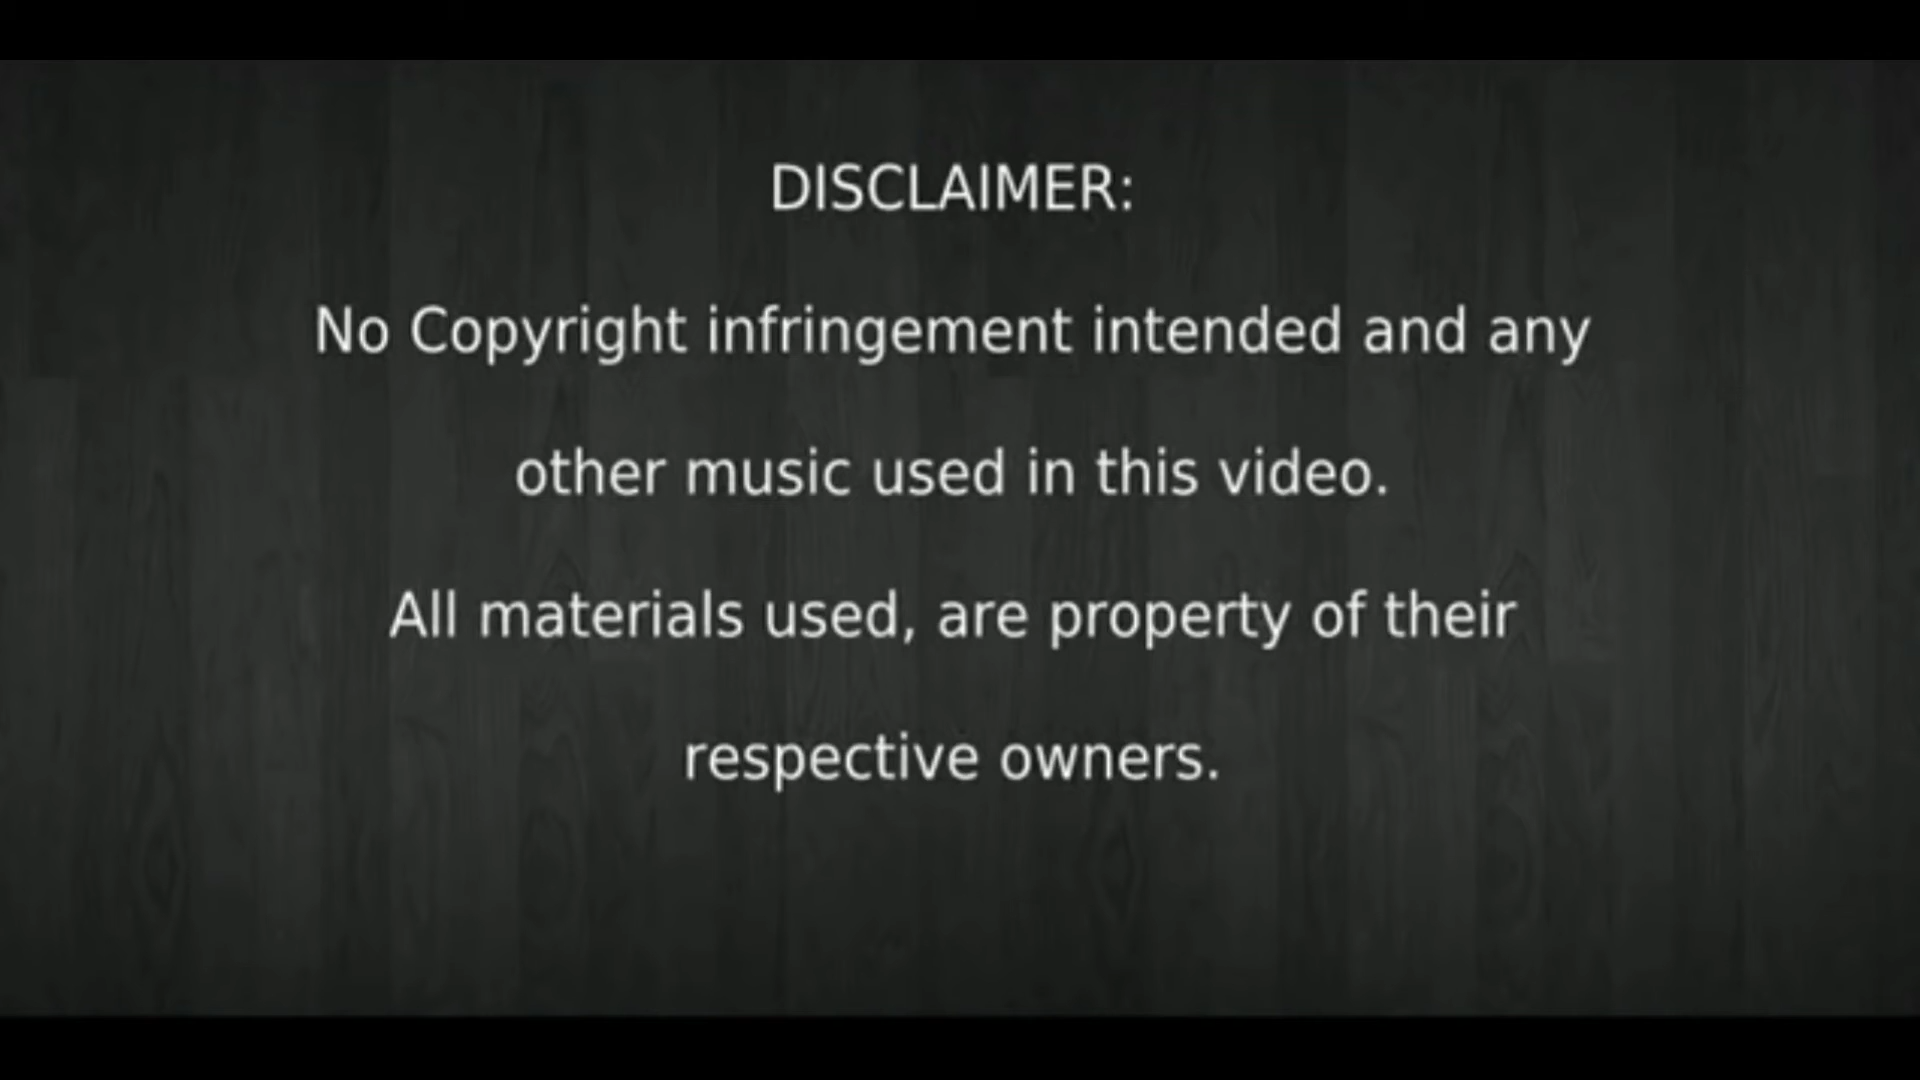 DISCLAIMER:
No Copyright infringement intended and any
other music used in this video.
All materials used, are property of their
respective owners.